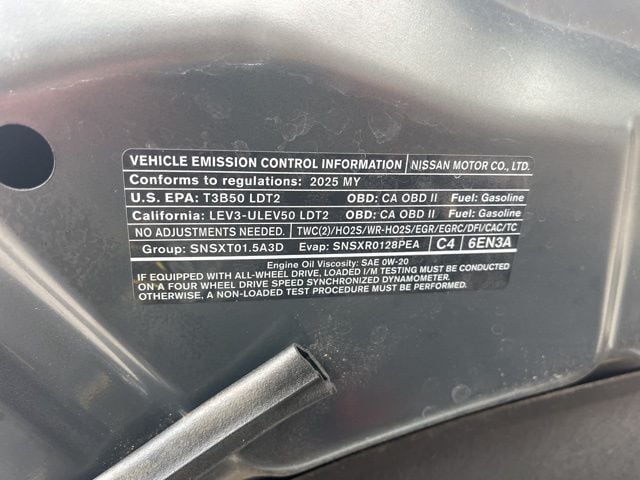 VEHICLE EMISSION CONTROL INFORMATION NISSAN MOTOR CO., LTD.
Conforms to regulations: 2025 MY
U.S. EPA: T3B50 LDT2 OBD: CA OBD II Fuel: Gasoline
California: LEV3-ULEV50 LDT2 OBD: CA OBD II Fuel: Gasoline
NO ADJUSTMENTS NEEDED. TWC(2)/HO2S/WR-HO2S/EGR/EGRC/DFI/CAC/TC
Group: SNSXT01.5A3D Evap: SNSXR0128PEA C4 6EN3A
Engine Oil Viscosity: SAE 0W-20
IF EQUIPPED WITH ALL-WHEEL DRIVE, LOADED I/M TESTING MUST BE CONDUCTED
ON A FOUR WHEEL DRIVE SPEED SYNCHRONIZED DYNAMOMETER.
OTHERWISE, A NON-LOADED TEST PROCEDURE MUST BE PERFORMED.